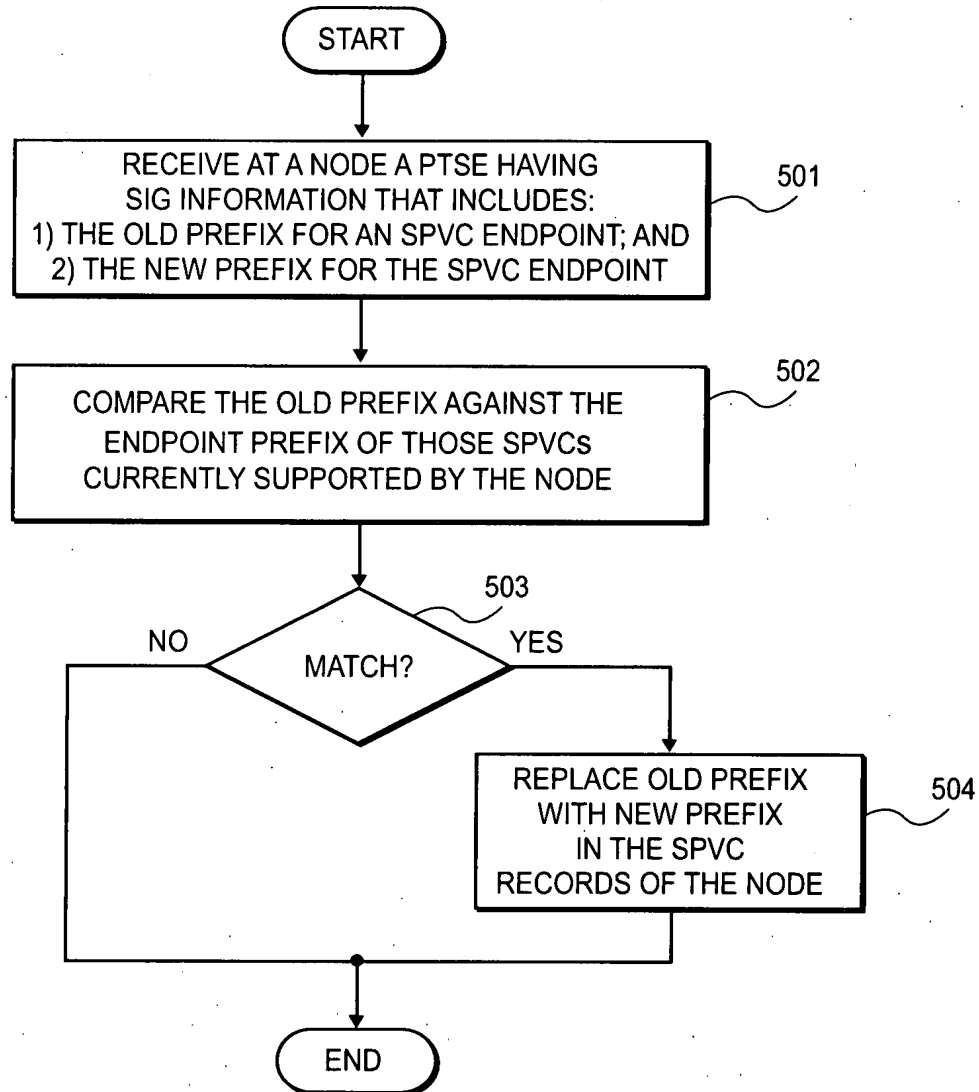 START
RECEIVE AT A NODE A PTSE HAVING
SIG INFORMATION THAT INCLUDES:
1) THE OLD PREFIX FOR AN SPVC ENDPOINT; AND
2) THE NEW PREFIX FOR THE SPVC ENDPOINT
501
COMPARE THE OLD PREFIX AGAINST THE
ENDPOINT PREFIX OF THOSE SPVCs
CURRENTLY SUPPORTED BY THE NODE
502
503
NO
MATCH?
YES
REPLACE OLD PREFIX
WITH NEW PREFIX
IN THE SPVC
RECORDS OF THE NODE
504
END